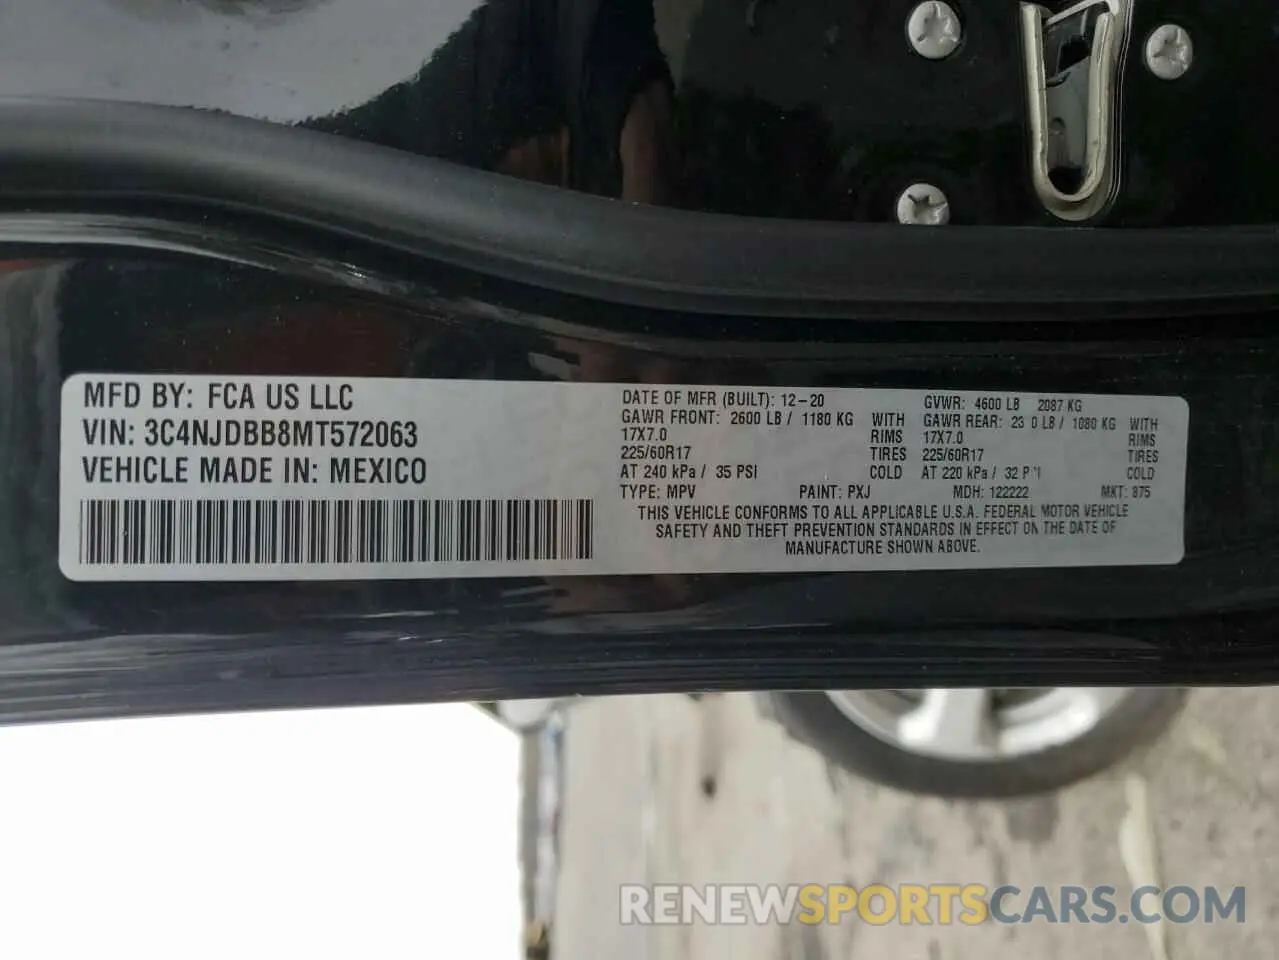 MFD BY: FCA US LLC
VIN: 3C4NJDBB8MT572063
VEHICLE MADE IN: MEXICO
DATE OF MFR (BUILT): 12-20 GVWR: 4600 LB 2087 KG
GAWR FRONT: 2600 LB / 1180 KG WITH GAWR REAR: 23 0 LB / 1080 KG WITH
17X7.0 RIMS 17X7.0 RIMS
225/60R17 TIRES 225/60R17 TIRES
AT 240 kPa / 35 PSI COLD AT 220 kPa / 32 COLD
TYPE: MPV PAINT: PXJ MDH: 122222 MKT: 875
THIS VEHICLE CONFORMS TO ALL APPLICABLE U.S.A. FEDERAL MOTOR VEHICLE
SAFETY AND THEFT PREVENTION STANDARDS IN EFFECT ON THE DATE OF
MANUFACTURE SHOWN ABOVE.
RENEWSPORTSCARS.COM